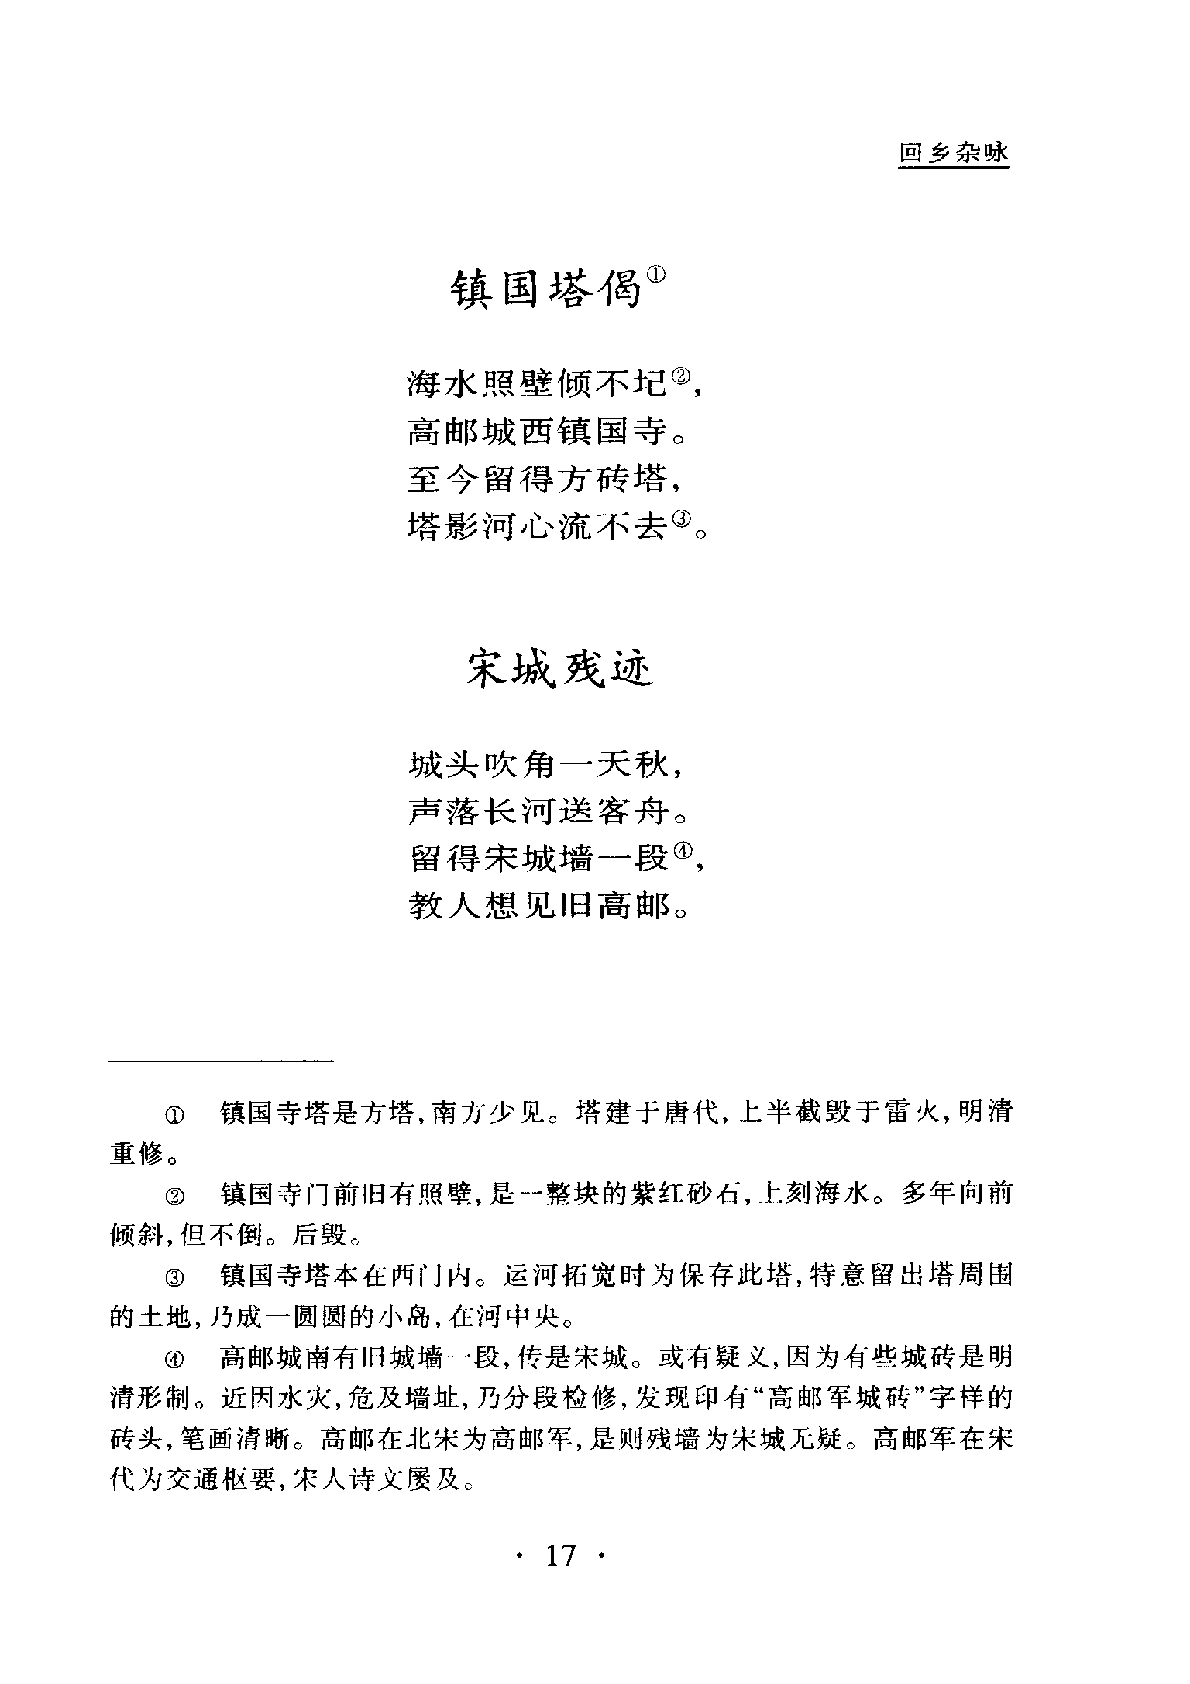 回乡杂咏
镇国塔偈①
海水照壁倾不圮②，
高邮城西镇国寺。
至今留得方砖塔，
塔影河心流不去③。
宋城残迹
城头吹角一天秋，
声落长河送客舟。
留得宋城墙一段④，
教人想见旧高邮。
① 镇国寺塔是方塔，南方少见。塔建于唐代，上半截毁于雷火，明清
重修。
② 镇国寺门前旧有照壁，是一整块的紫红砂石，上刻海水。多年向前
倾斜，但不倒。后毁。
③ 镇国寺塔本在西门内。运河拓宽时为保存此塔，特意留出塔周围
的土地，乃成一圆圆的小岛，在河中央。
④ 高邮城南有旧城墙一段，传是宋城。或有疑义，因为有些城砖是明
清形制。近因水灾，危及墙址，乃分段检修，发现印有“高邮军城砖”字样的
砖头，笔画清晰。高邮在北宋为高邮军，是则残墙为宋城无疑。高邮军在宋
代为交通枢要，宋人诗文屡及。
· 17 ·